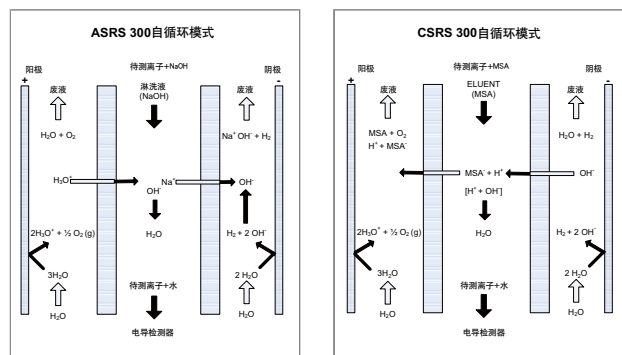 ASRS 300自循环模式
阳极
待测离子+NaOH
阴极
+
-
废液
淋洗液
(NaOH)
废液
H₂O + O₂
Na⁺ OH⁻ + H₂
H₃O⁺
OH⁻
Na⁺
OH⁻
H₂O
2H₃O⁺ + ½ O₂ (g)
H₂ + 2 OH⁻
3H₂O
2 H₂O
待测离子+水
H₂O
H₂O
电导检测器
CSRS 300自循环模式
阳极
待测离子+MSA
阴极
+
-
废液
ELUENT
(MSA)
废液
MSA + O₂
H⁺ + MSA⁻
H₂O + H₂
MSA⁻ + H⁺
OH⁻
[H⁺ + OH⁻]
H₂O
2H₃O⁺ + ½ O₂ (g)
H₂ + 2 OH⁻
3H₂O
2 H₂O
待测离子+水
H₂O
H₂O
电导检测器